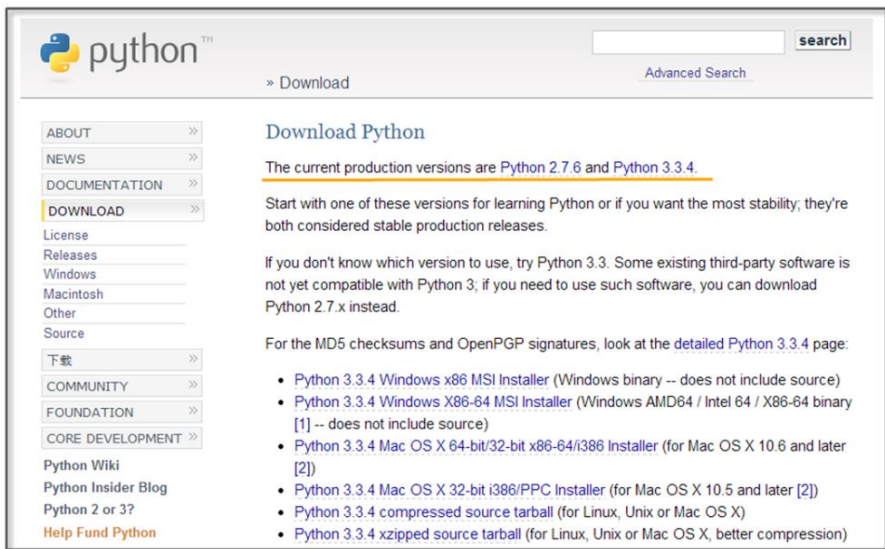 python™
search
» Download
Advanced Search
ABOUT »
NEWS »
DOCUMENTATION »
DOWNLOAD »
License
Releases
Windows
Macintosh
Other
Source
下载 »
COMMUNITY »
FOUNDATION »
CORE DEVELOPMENT »
Python Wiki
Python Insider Blog
Python 2 or 3?
Help Fund Python
Download Python
The current production versions are Python 2.7.6 and Python 3.3.4.
Start with one of these versions for learning Python or if you want the most stability; they're
both considered stable production releases.
If you don't know which version to use, try Python 3.3. Some existing third-party software is
not yet compatible with Python 3; if you need to use such software, you can download
Python 2.7.x instead.
For the MD5 checksums and OpenPGP signatures, look at the detailed Python 3.3.4 page:
• Python 3.3.4 Windows x86 MSI Installer (Windows binary -- does not include source)
• Python 3.3.4 Windows X86-64 MSI Installer (Windows AMD64 / Intel 64 / X86-64 binary
[1] -- does not include source)
• Python 3.3.4 Mac OS X 64-bit/32-bit x86-64/i386 Installer (for Mac OS X 10.6 and later
[2])
• Python 3.3.4 Mac OS X 32-bit i386/PPC Installer (for Mac OS X 10.5 and later [2])
• Python 3.3.4 compressed source tarball (for Linux, Unix or Mac OS X)
• Python 3.3.4 xzipped source tarball (for Linux, Unix or Mac OS X, better compression)